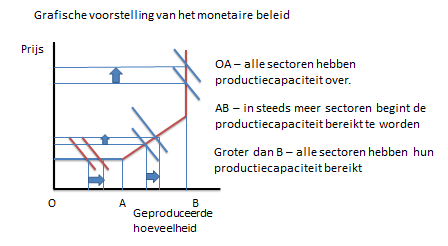 Grafische voorstelling van het monetaire beleid
Prijs
OA – alle sectoren hebben
productiecapaciteit over.
AB – in steeds meer sectoren begint de
productiecapaciteit bereikt te worden
Groter dan B – alle sectoren hebben hun
productiecapaciteit bereikt
O A B
Geproduceerde
hoeveelheid